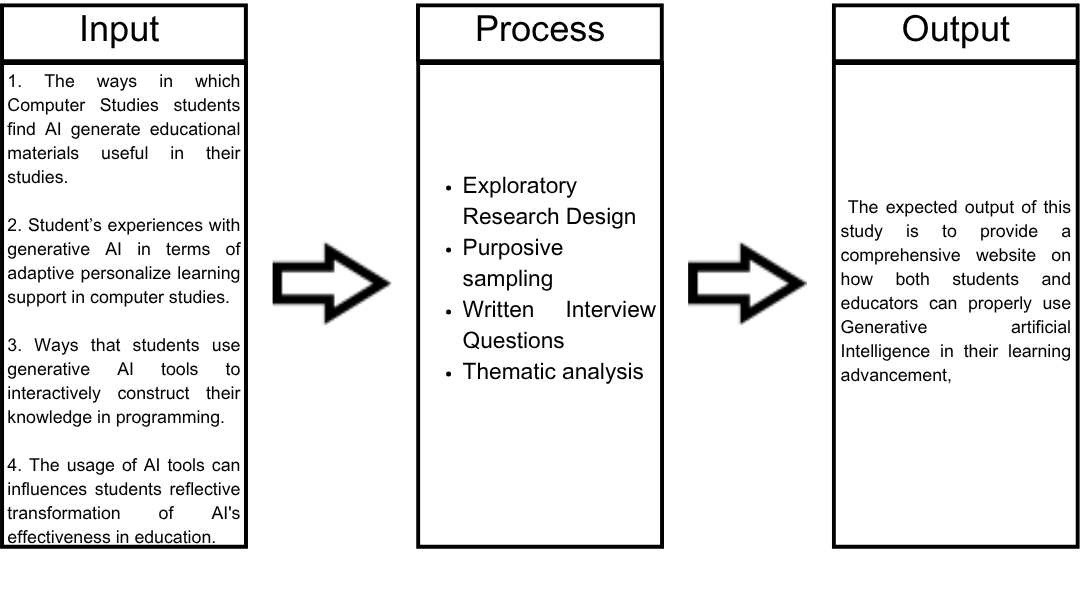 Input
1. The ways in which
Computer Studies students
find AI generate educational
materials useful in their
studies.
2. Student's experiences with
generative AI in terms of
adaptive personalize learning
support in computer studies.
3. Ways that students use
generative AI tools to
interactively construct their
knowledge in programming.
4. The usage of AI tools can
influences students reflective
transformation of AI's
effectiveness in education.
Process
• Exploratory
Research Design
• Purposive
sampling
• Written Interview
Questions
• Thematic analysis
Output
The expected output of this
study is to provide a
comprehensive website on
how both students and
educators can properly use
Generative artificial
Intelligence in their learning
advancement,